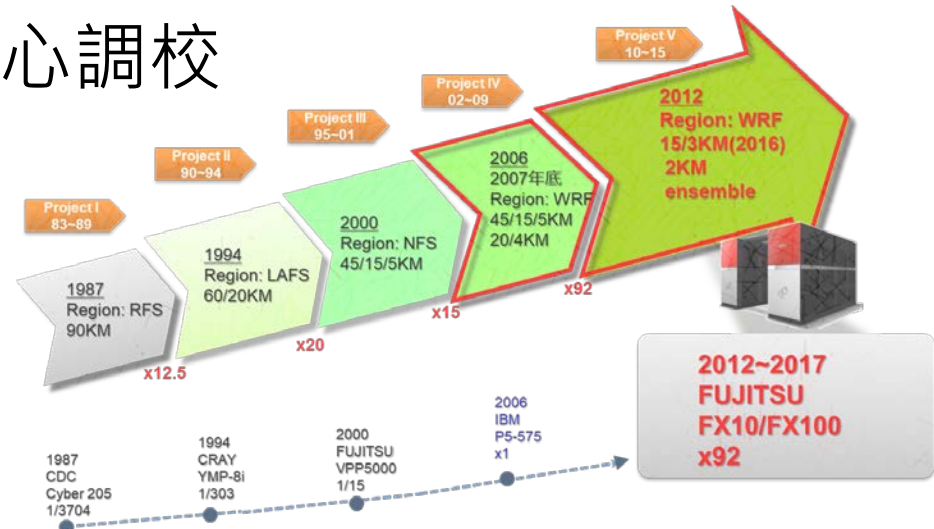 心調校
Project I
83~89
Project II
90~94
Project III
95~01
Project IV
02~09
Project V
10~15
1987
Region: RFS
90KM
1994
Region: LAFS
60/20KM
2000
Region: NFS
45/15/5KM
2006
2007年底
Region: WRF
45/15/5KM
20/4KM
2012
Region: WRF
15/3KM(2016)
2KM
ensemble
x12.5
x20
x15
x92
1987
CDC
Cyber 205
1/3704
1994
CRAY
YMP-8i
1/303
2000
FUJITSU
VPP5000
1/15
2006
IBM
P5-575
x1
2012~2017
FUJITSU
FX10/FX100
x92